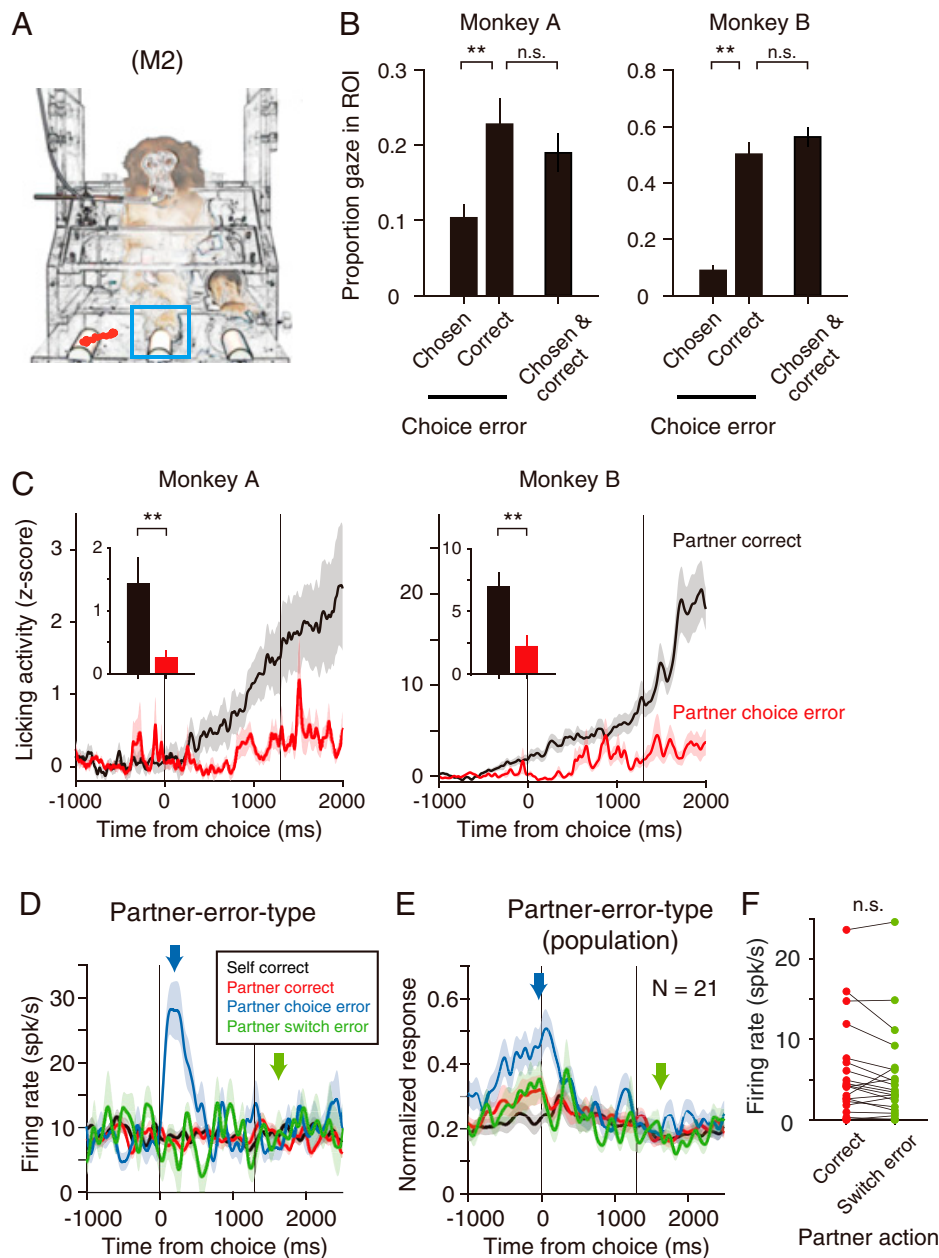 A
(M2)
B
Monkey A
Monkey B
**
n.s.
**
n.s.
Proportion gaze in ROI
0.3
0.2
0.1
0
0.8
0.6
0.4
0.2
0
Chosen
Correct
Chosen &
correct
Choice error
Chosen
Correct
Chosen &
correct
Choice error
C
Monkey A
Monkey B
Licking activity (z-score)
3
2
1
0
**
2
1
0
-1000
0
1000
2000
Time from choice (ms)
20
10
0
**
10
5
0
Partner correct
Partner choice error
-1000
0
1000
2000
Time from choice (ms)
D
Partner-error-type
Firing rate (spk/s)
30
20
10
0
Self correct
Partner correct
Partner choice error
Partner switch error
-1000
0
1000
2000
Time from choice (ms)
E
Partner-error-type
(population)
N = 21
Normalized response
0.6
0.4
0.2
0
-1000
0
1000
2000
Time from choice (ms)
F
n.s.
Firing rate (spk/s)
20
10
0
Correct
Switch error
Partner action